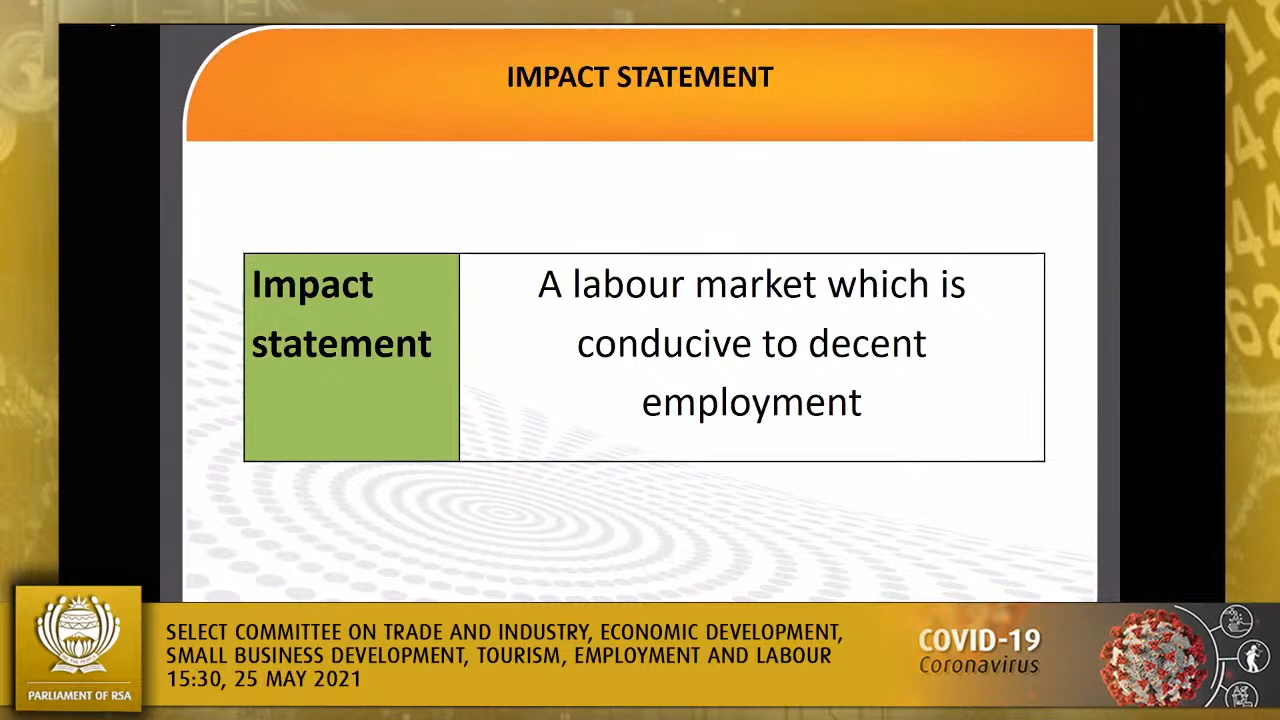 IMPACT STATEMENT
Impact
statement
A labour market which is
conducive to decent
employment
SELECT COMMITTEE ON TRADE AND INDUSTRY, ECONOMIC DEVELOPMENT,
SMALL BUSINESS DEVELOPMENT, TOURISM, EMPLOYMENT AND LABOUR
15:30, 25 MAY 2021
PARLIAMENT OF RSA
COVID-19
Coronavirus